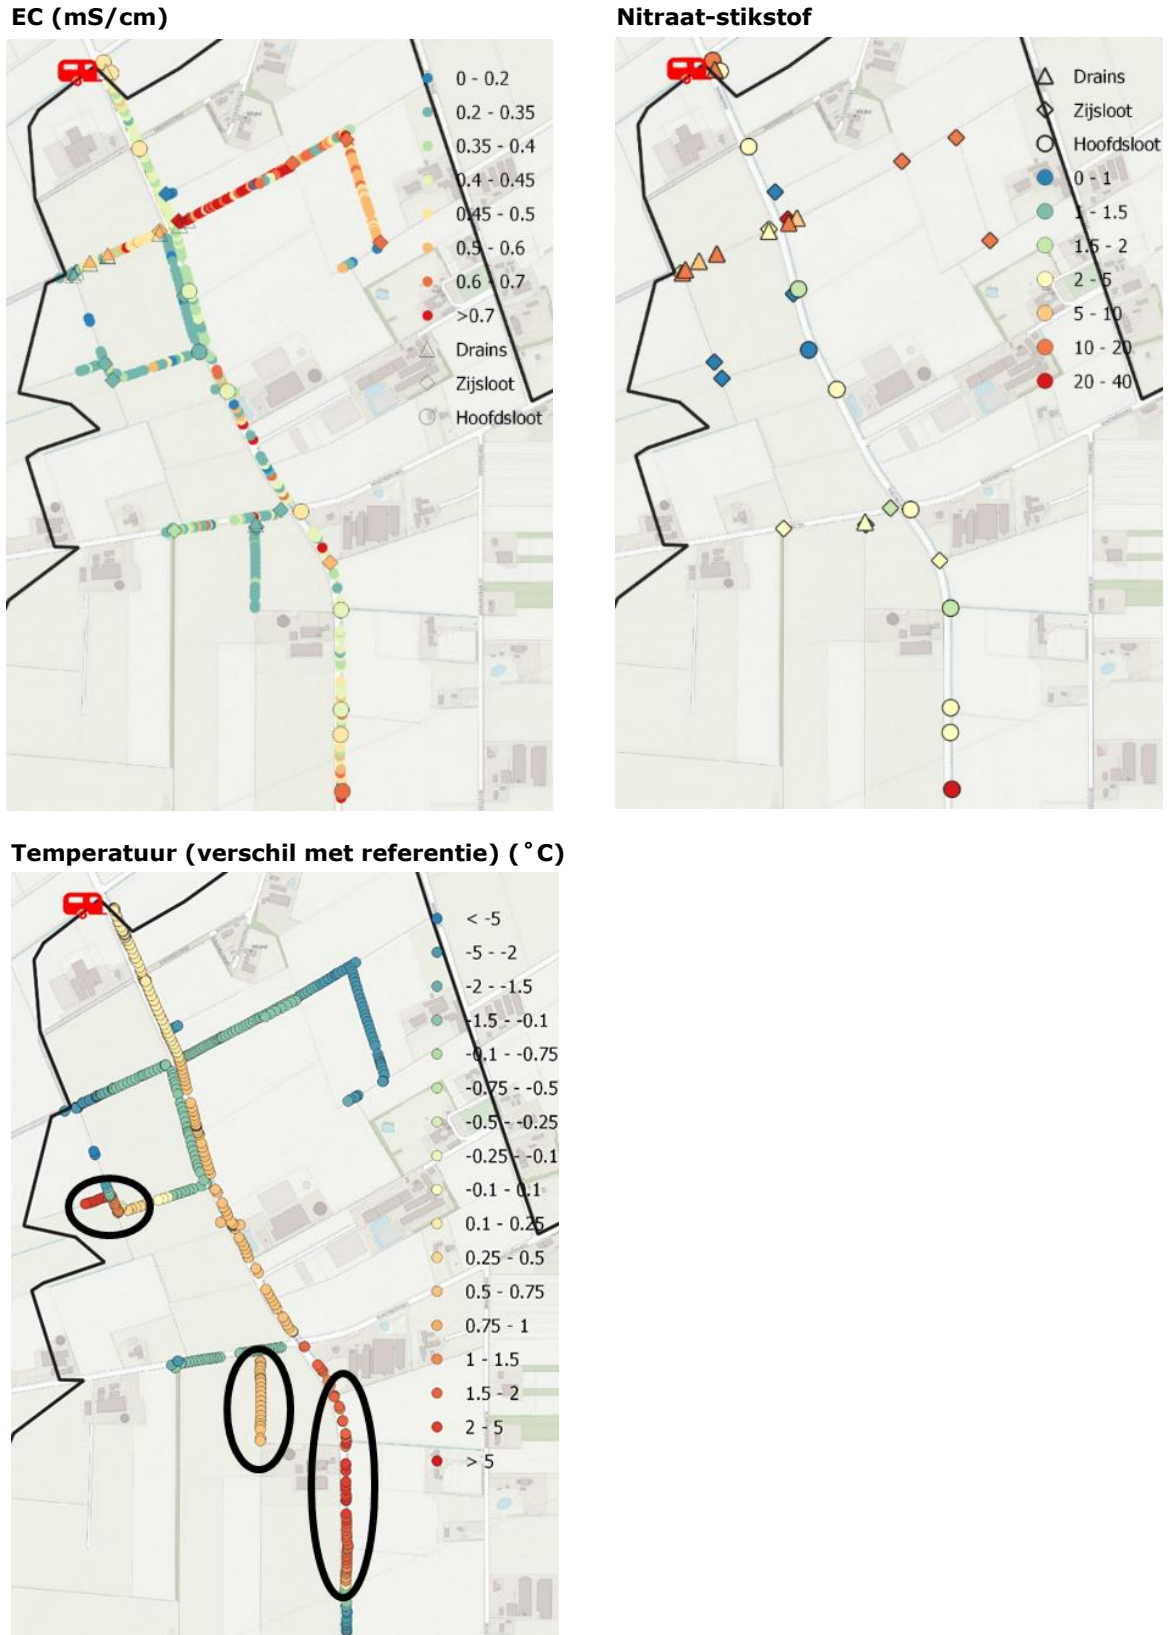 EC (mS/cm)
0 - 0.2
0.2 - 0.35
0.35 - 0.4
0.4 - 0.45
0.45 - 0.5
0.5 - 0.6
0.6 - 0.7
>0.7
Drains
Zijsloot
Hoofdsloot
Nitraat-stikstof
Drains
Zijsloot
Hoofdsloot
0 - 1
1 - 1.5
1.5 - 2
2 - 5
5 - 10
10 - 20
20 - 40
Temperatuur (verschil met referentie) (˚C)
< -5
-5 - -2
-2 - -1.5
-1.5 - -0.1
-0.1 - -0.75
-0.75 - -0.5
-0.5 - -0.25
-0.25 - -0.1
-0.1 - 0.1
0.1 - 0.25
0.25 - 0.5
0.5 - 0.75
0.75 - 1
1 - 1.5
1.5 - 2
2 - 5
> 5